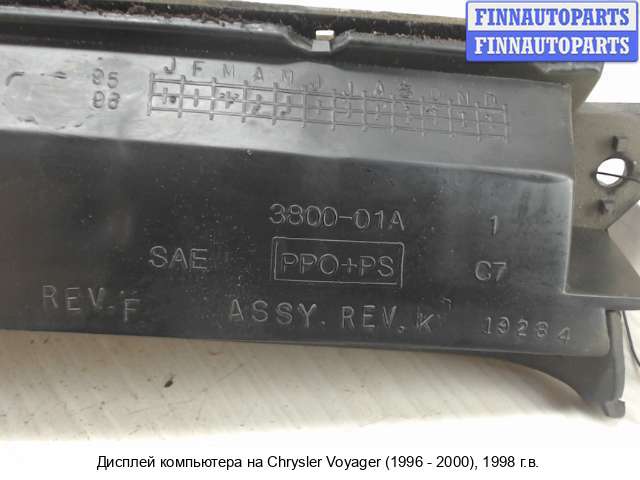 FINNAUTOPARTS
FINNAUTOPARTS
J F M A M J J A S O N D
95
96
3800-01A 1
SAE PPO+PS C7
REV.F ASSY. REV. K 19284
Дисплей компьютера на Chrysler Voyager (1996 - 2000), 1998 г.в.